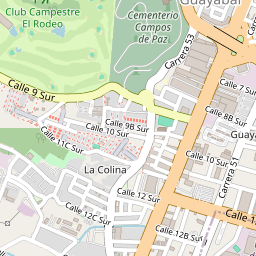 Guayabal
Club Campestre
El Rodeo
Cementerio
Campos
de Paz
Carrera 53
Calle 9 Sur
Calle 7 Sur
Calle 8B Sur
Calle 9B Sur
Calle 10 Sur
Guaya
Calle 11C Sur
Calle 10 Sur
La Colina
Carrera 51
Calle 12 Sur
Calle 12C Sur
Calle 12B Sur
Calle 1